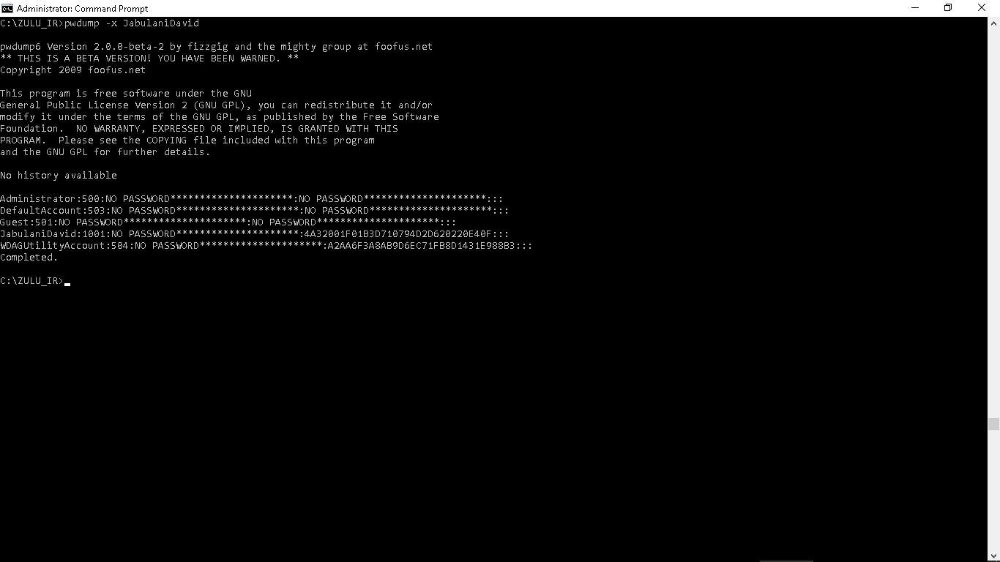 Administrator: Command Prompt
C:\ZULU_IR>pwdump -x JabulaniDavid
pwdump6 Version 2.0.0-beta-2 by fizzgig and the mighty group at foofus.net
** THIS IS A BETA VERSION! YOU HAVE BEEN WARNED. **
Copyright 2009 foofus.net
This program is free software under the GNU
General Public License Version 2 (GNU GPL), you can redistribute it and/or
modify it under the terms of the GNU GPL, as published by the Free Software
Foundation.  NO WARRANTY, EXPRESSED OR IMPLIED, IS GRANTED WITH THIS
PROGRAM.  Please see the COPYING file included with this program
and the GNU GPL for further details.
No history available
Administrator:500:NO PASSWORD*********************:NO PASSWORD*********************:::
DefaultAccount:503:NO PASSWORD*********************:NO PASSWORD*********************:::
Guest:501:NO PASSWORD*********************:NO PASSWORD*********************:::
JabulaniDavid:1001:NO PASSWORD*********************:4A32001F01B3D710794D2D620220E40F:::
WDAGUtilityAccount:504:NO PASSWORD*********************:A2AA6F3A8AB9D6EC71FB8D1431E988B3:::
Completed.
C:\ZULU_IR>